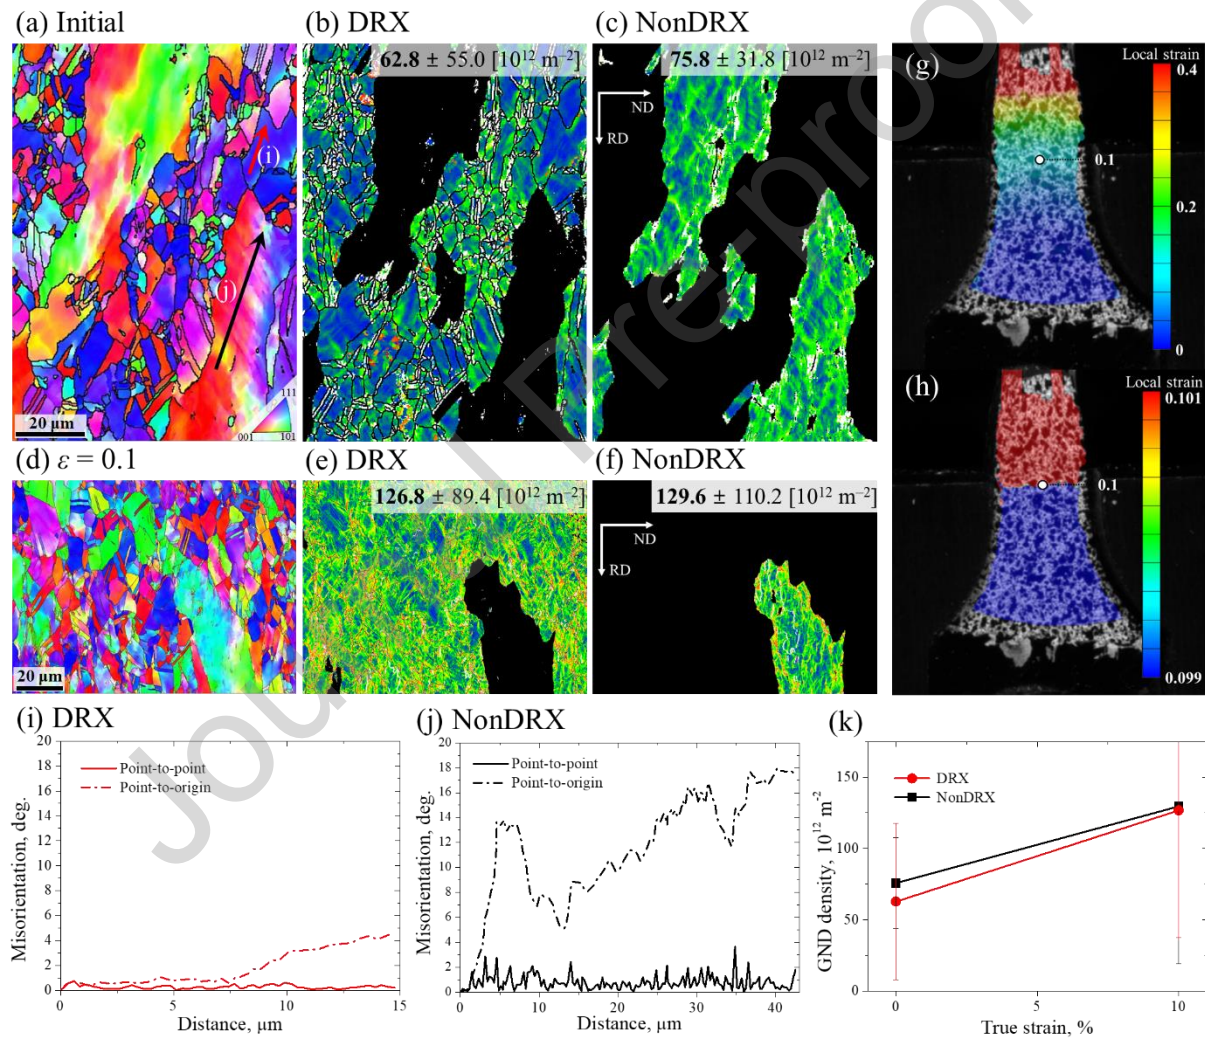 (a) Initial
(b) DRX
(c) NonDRX
62.8 ± 55.0 [10¹² m⁻²]
75.8 ± 31.8 [10¹² m⁻²]
ND
RD
(i)
(j)
20 μm
111
001
101
(g)
Local strain
0.4
0.1
0.2
0
(d) ε = 0.1
(e) DRX
(f) NonDRX
126.8 ± 89.4 [10¹² m⁻²]
129.6 ± 110.2 [10¹² m⁻²]
ND
RD
20 μm
(h)
Local strain
0.101
0.1
0.099
(i) DRX
20
18
16
14
12
10
8
6
4
2
0
Misorientation, deg.
Point-to-point
Point-to-origin
0
5
10
15
Distance, μm
(j) NonDRX
20
18
16
14
12
10
8
6
4
2
0
Misorientation, deg.
Point-to-point
Point-to-origin
0
10
20
30
40
Distance, μm
(k)
150
100
50
0
GND density, 10¹² m⁻²
DRX
NonDRX
0
5
10
True strain, %
Journal Pre-proof